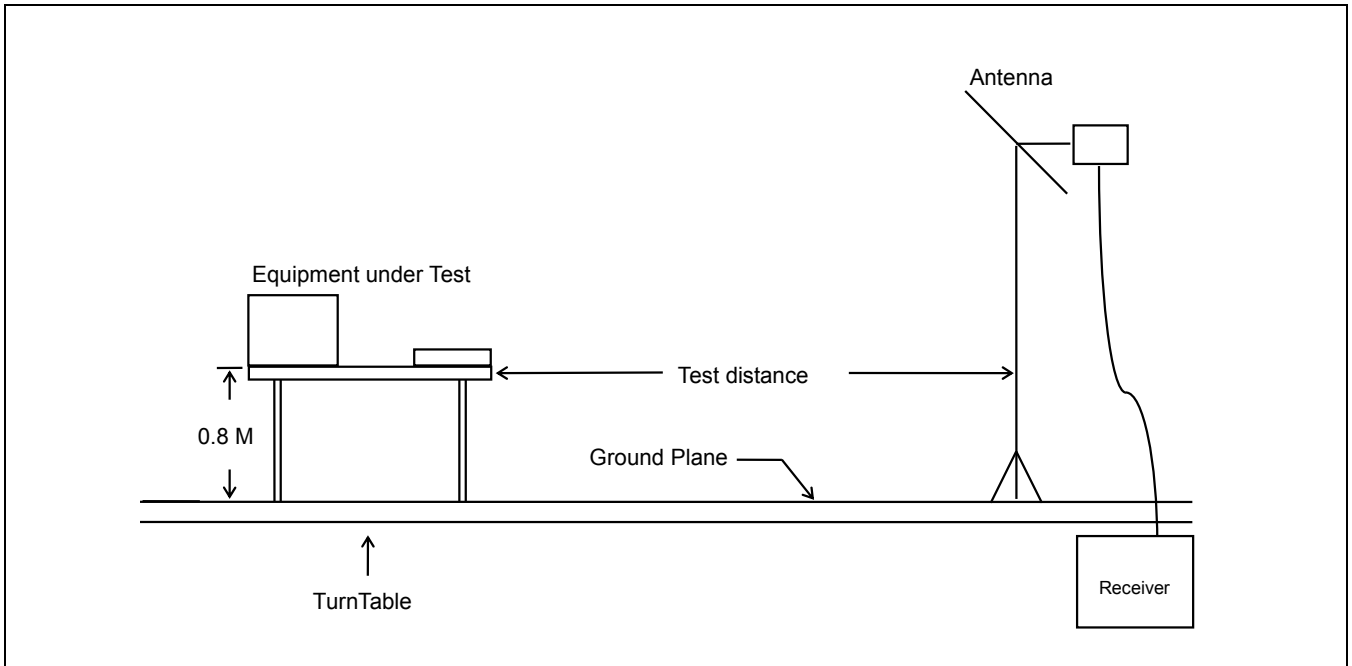 Antenna
Equipment under Test
Test distance
0.8 M
Ground Plane
Receiver
TurnTable